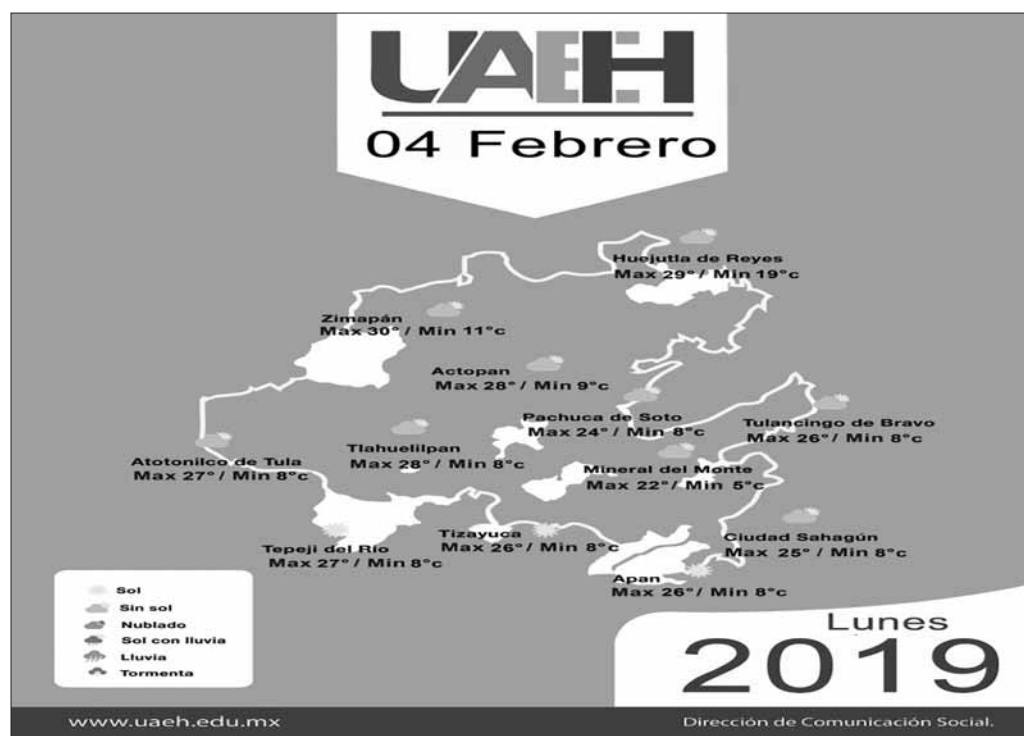 UAEH
04 Febrero
Huejutla de Reyes
Max 29°/ Min 19°c
Zimapán
Max 30°/ Min 11°c
Actopan
Max 28°/ Min 9°c
Pachuca de Soto
Max 24°/ Min 8°c
Tulancingo de Bravo
Max 26°/ Min 8°c
Tlahuelilpan
Max 28°/ Min 8°c
Atotonilco de Tula
Max 27°/ Min 8°c
Mineral del Monte
Max 22°/ Min 5°c
Tizayuca
Max 26°/ Min 8°c
Ciudad Sahagún
Max 25°/ Min 8°c
Tepeji del Río
Max 27°/ Min 8°c
Apan
Max 26°/ Min 8°c
Sol
Sin sol
Nublado
Sol con lluvia
Lluvia
Tormenta
Lunes
2019
www.uaeh.edu.mx
Dirección de Comunicación Social.